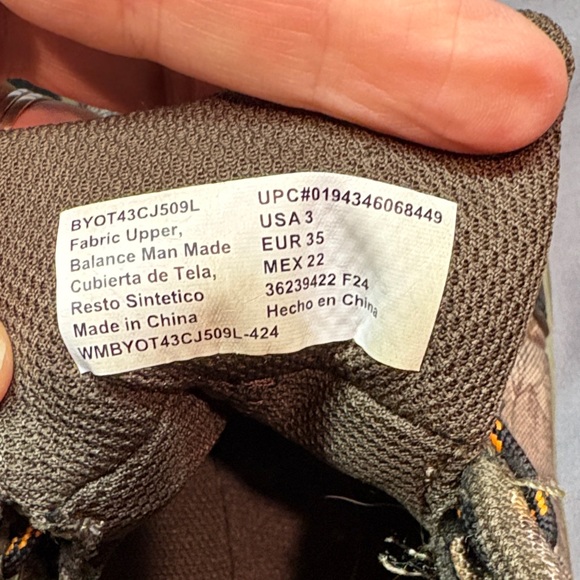 BYOT43CJ509L
Fabric Upper,
Balance Man Made
Cubierta de Tela,
Resto Sintetico
Made in China
WMBYOT43CJ509L-424
UPC#0194346068449
USA 3
EUR 35
MEX 22
36239422 F24
Hecho en China